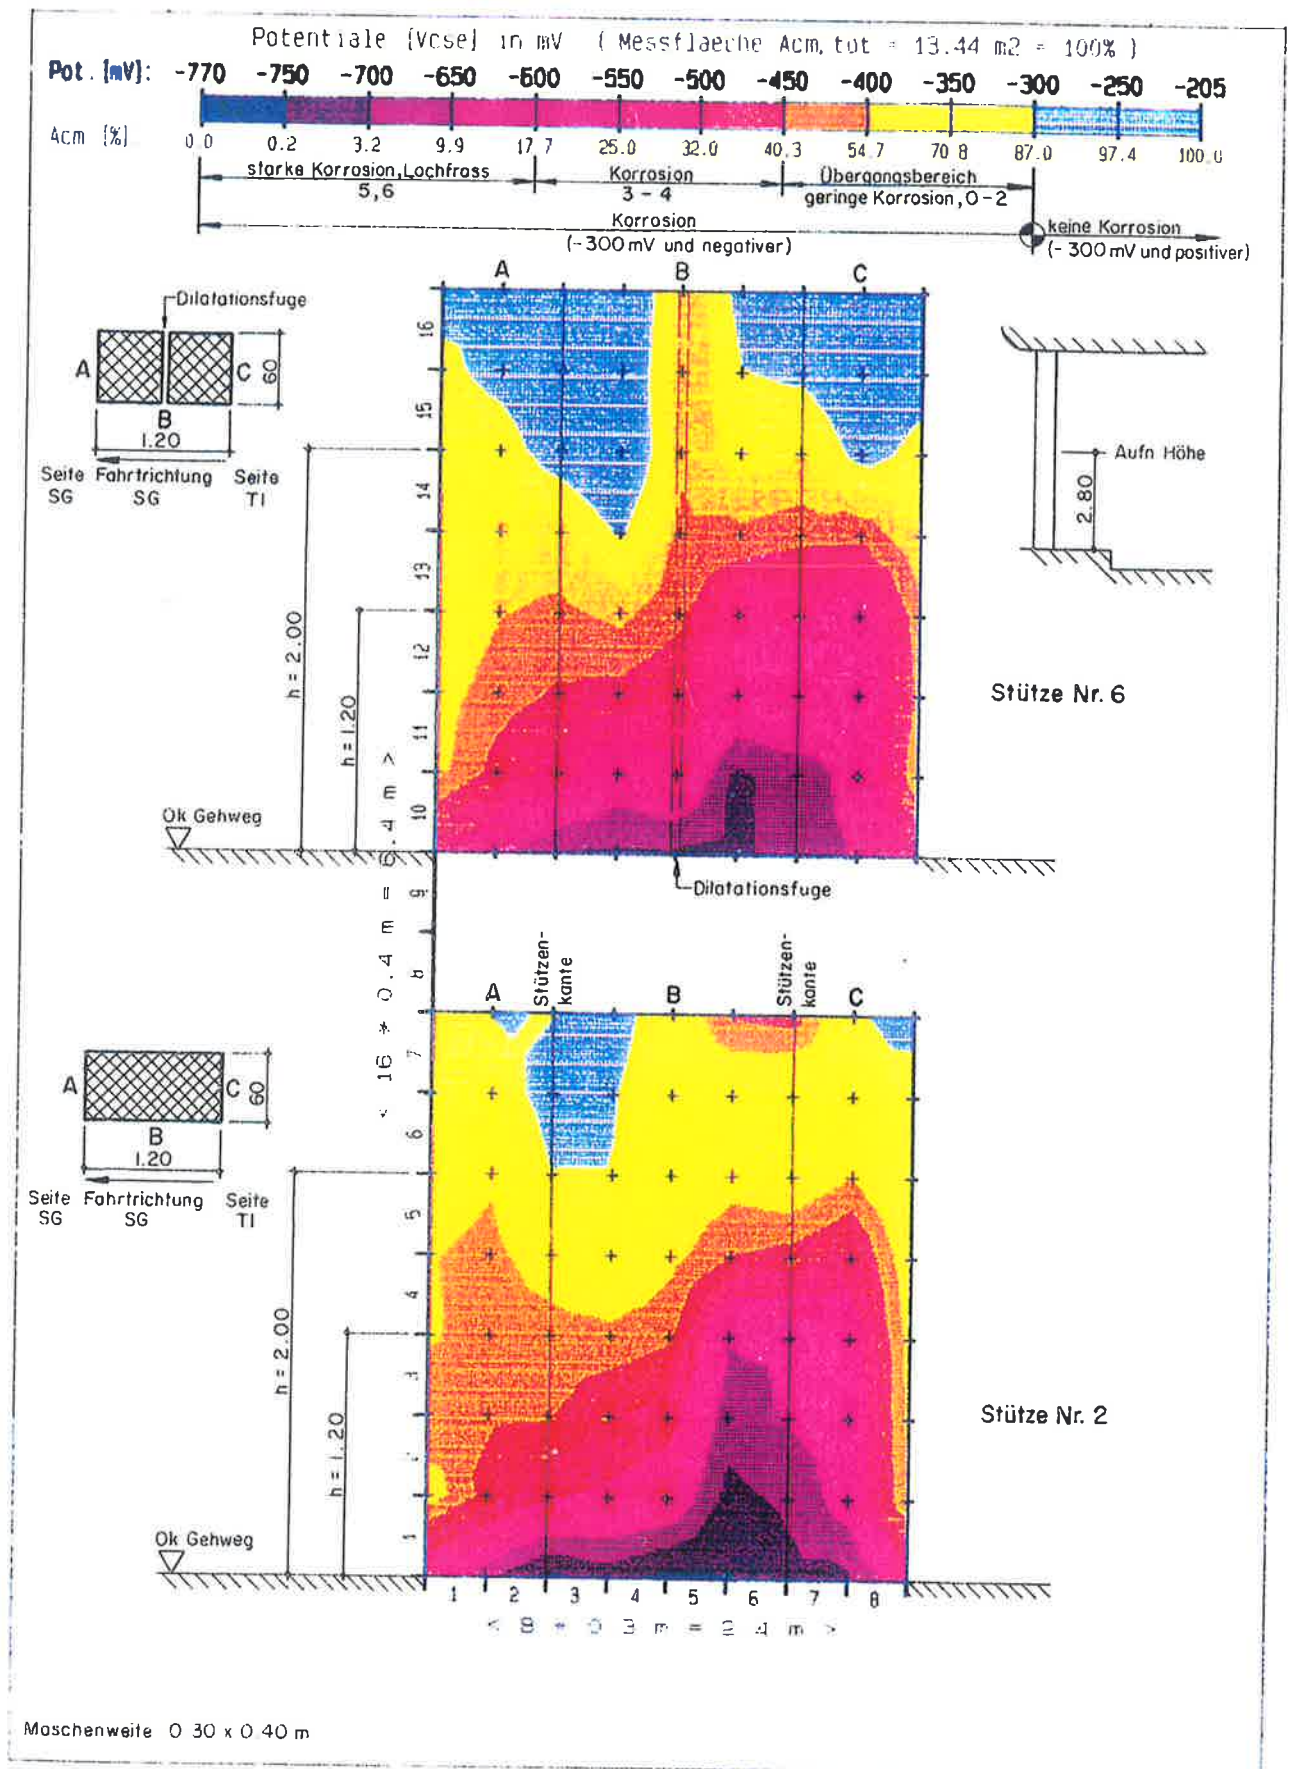 Potentiale (Vcse) in mV ( Messflaeche Acm,tot = 13.44 m2 = 100% )
Pot. [mV]: -770 -750 -700 -650 -600 -550 -500 -450 -400 -350 -300 -250 -205
Acm [%] 0.0 0.2 3.2 9.9 17.7 25.0 32.0 40.3 54.7 70.8 87.0 97.4 100.0
starke Korrosion, Lochfrass
5,6
Korrosion
3 - 4
Übergangsbereich
geringe Korrosion, 0-2
Korrosion
(- 300 mV und negativer)
keine Korrosion
(- 300 mV und positiver)
A B C
Dilatationsfuge
A
C
60
B
1.20
Seite SG
Fahrtrichtung SG
Seite TI
16
15
14
13
12
11
10
9
8
h = 2.00
h = 1.20
Aufn Höhe
2.80
Stütze Nr. 6
Ok Gehweg
Dilatationsfuge
< 16 * 0.4 m = 6.4 m >
A
Stützen-
kante
B
Stützen-
kante
C
A
C
60
B
1.20
Seite SG
Fahrtrichtung SG
Seite TI
7
6
5
4
3
1
h = 2.00
h = 1.20
Stütze Nr. 2
Ok Gehweg
1 2 3 4 5 6 7 8
< 8 * 0.3 m = 2.4 m >
Maschenweite 0.30 x 0.40 m